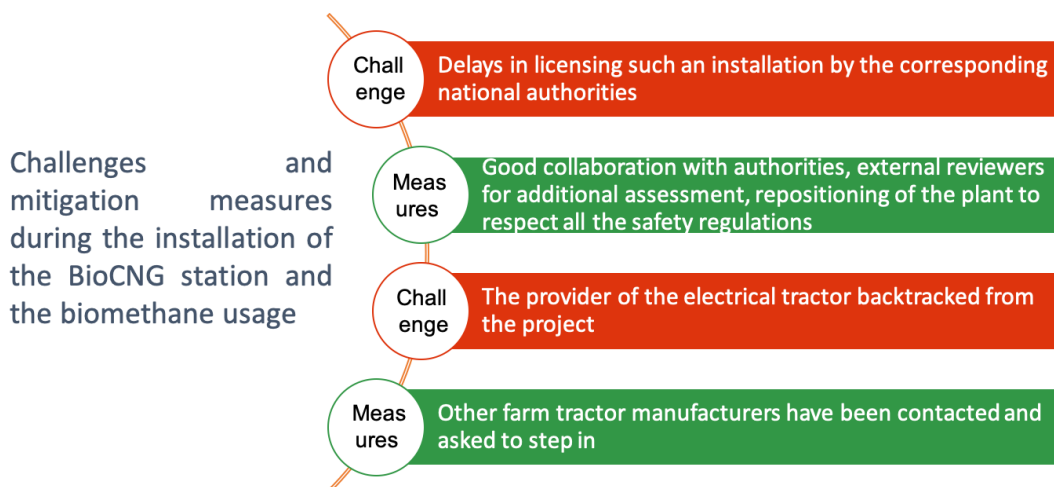 Challenges and
mitigation measures
during the installation of
the BioCNG station and
the biomethane usage
Chall
enge
Delays in licensing such an installation by the corresponding
national authorities
Meas
ures
Good collaboration with authorities, external reviewers
for additional assessment, repositioning of the plant to
respect all the safety regulations
Chall
enge
The provider of the electrical tractor backtracked from
the project
Meas
ures
Other farm tractor manufacturers have been contacted and
asked to step in